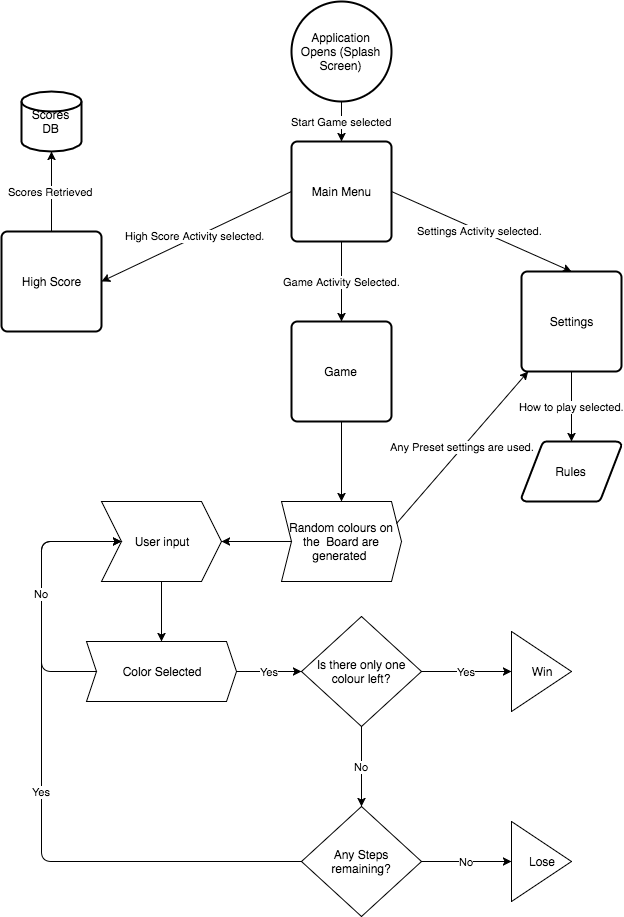 Application
Opens (Splash
Screen)
Start Game selected
Scores
DB
Main Menu
Scores Retrieved
High Score Activity selected.
Settings Activity selected.
High Score
Game Activity Selected.
Settings
Game
How to play selected.
Any Preset settings are used.
Rules
User input
Random colours on
the Board are
generated
No
Color Selected
Yes
Is there only one
colour left?
Yes
Win
No
Yes
Any Steps
remaining?
No
Lose